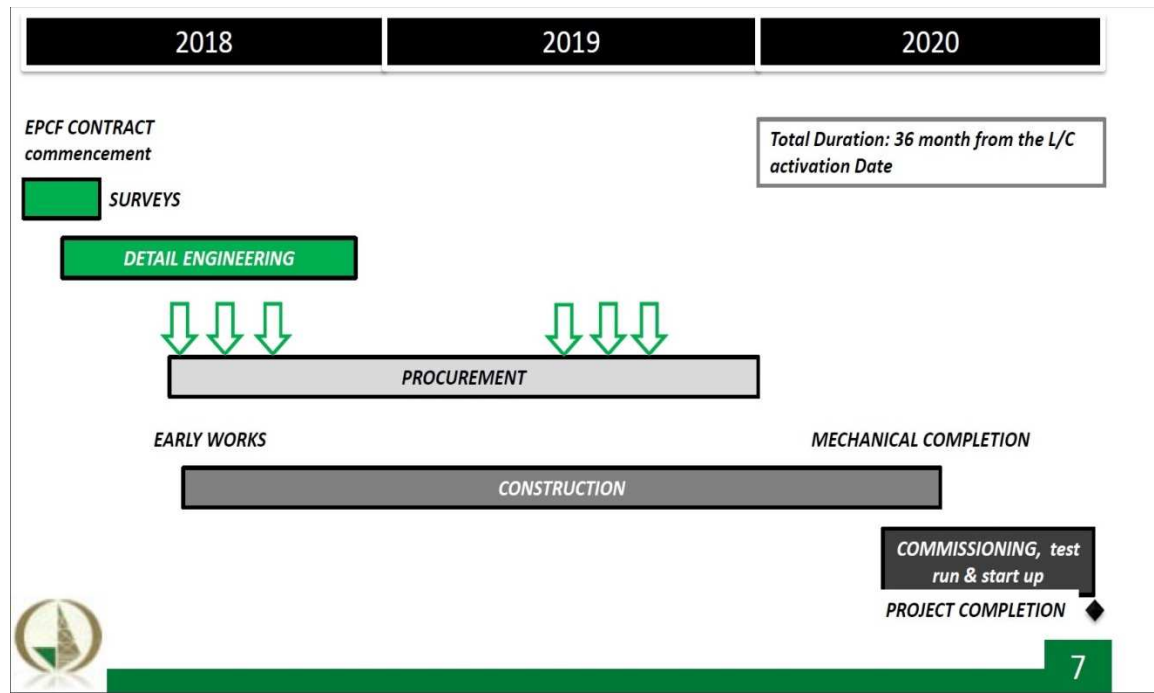 2018
2019
2020
EPCF CONTRACT
commencement
Total Duration: 36 month from the L/C
activation Date
SURVEYS
DETAIL ENGINEERING
PROCUREMENT
EARLY WORKS
MECHANICAL COMPLETION
CONSTRUCTION
COMMISSIONING, test
run & start up
PROJECT COMPLETION
7